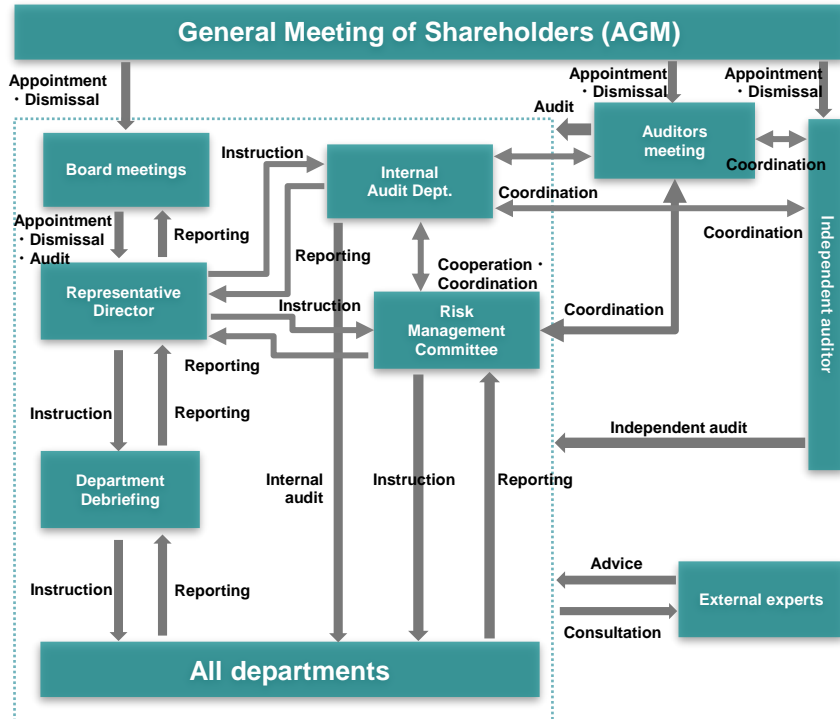 General Meeting of Shareholders (AGM)
Appointment
・Dismissal
Appointment
・Dismissal
Appointment
・Dismissal
Audit
Auditors
meeting
Coordination
Board meetings
Instruction
Internal
Audit Dept.
Coordination
Coordination
Independent auditor
Appointment
・Dismissal
・Audit
Reporting
Reporting
Cooperation・
Coordination
Representative
Director
Instruction
Risk
Management
Committee
Coordination
Reporting
Instruction
Reporting
Independent audit
Department
Debriefing
Internal
audit
Instruction
Reporting
Advice
External experts
Consultation
Instruction
Reporting
All departments